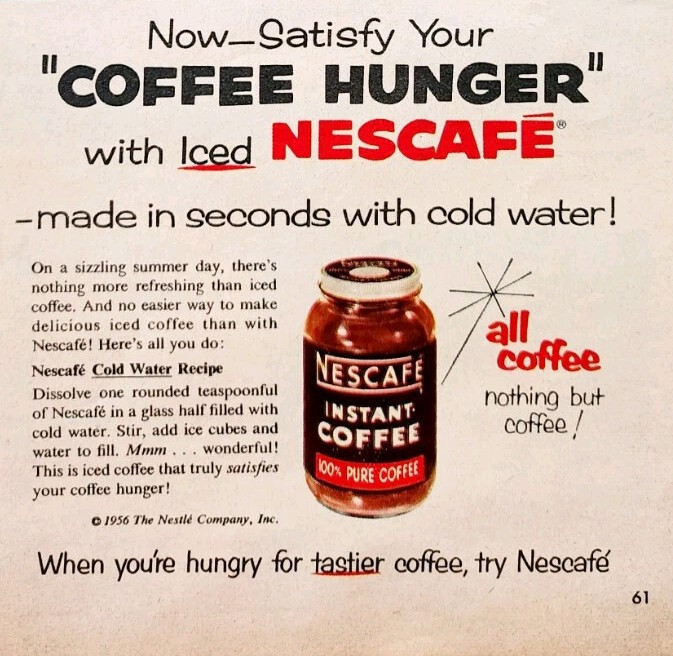 Now—Satisfy Your
"COFFEE HUNGER"
with Iced NESCAFÉ®
–made in seconds with cold water!
On a sizzling summer day, there's
nothing more refreshing than iced
coffee. And no easier way to make
delicious iced coffee than with
Nescafé! Here's all you do:
Nescafé Cold Water Recipe
Dissolve one rounded teaspoonful
of Nescafé in a glass half filled with
cold water. Stir, add ice cubes and
water to fill. Mmm . . . wonderful!
This is iced coffee that truly satisfies
your coffee hunger!
© 1956 The Nestlé Company, Inc.
NESCAFÉ
INSTANT
COFFEE
100% PURE COFFEE
all
coffee
nothing but
coffee!
When you're hungry for tastier coffee, try Nescafé
61